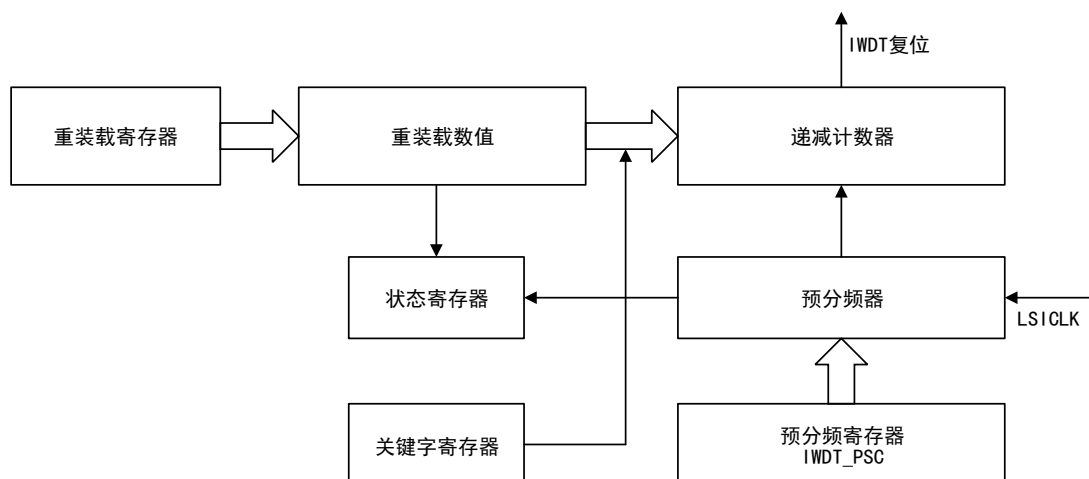 IWDT复位
重装载寄存器
重装载数值
递减计数器
状态寄存器
预分频器
LSICLK
关键字寄存器
预分频寄存器
IWDT_PSC